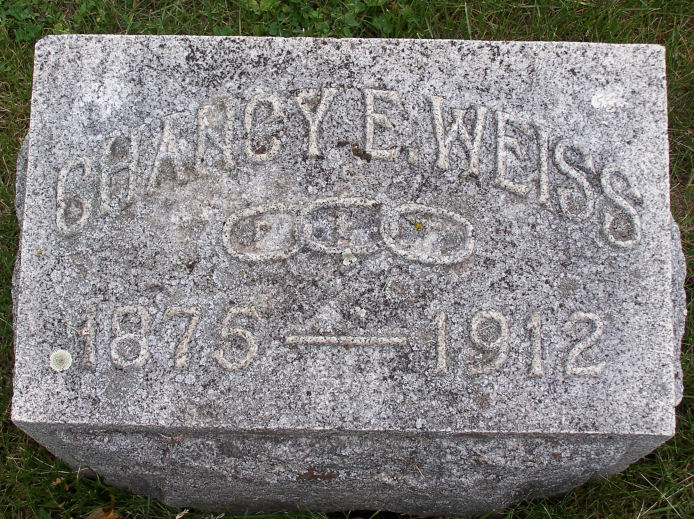 CHANCY E. WEISS
F L T
1875 — 1912